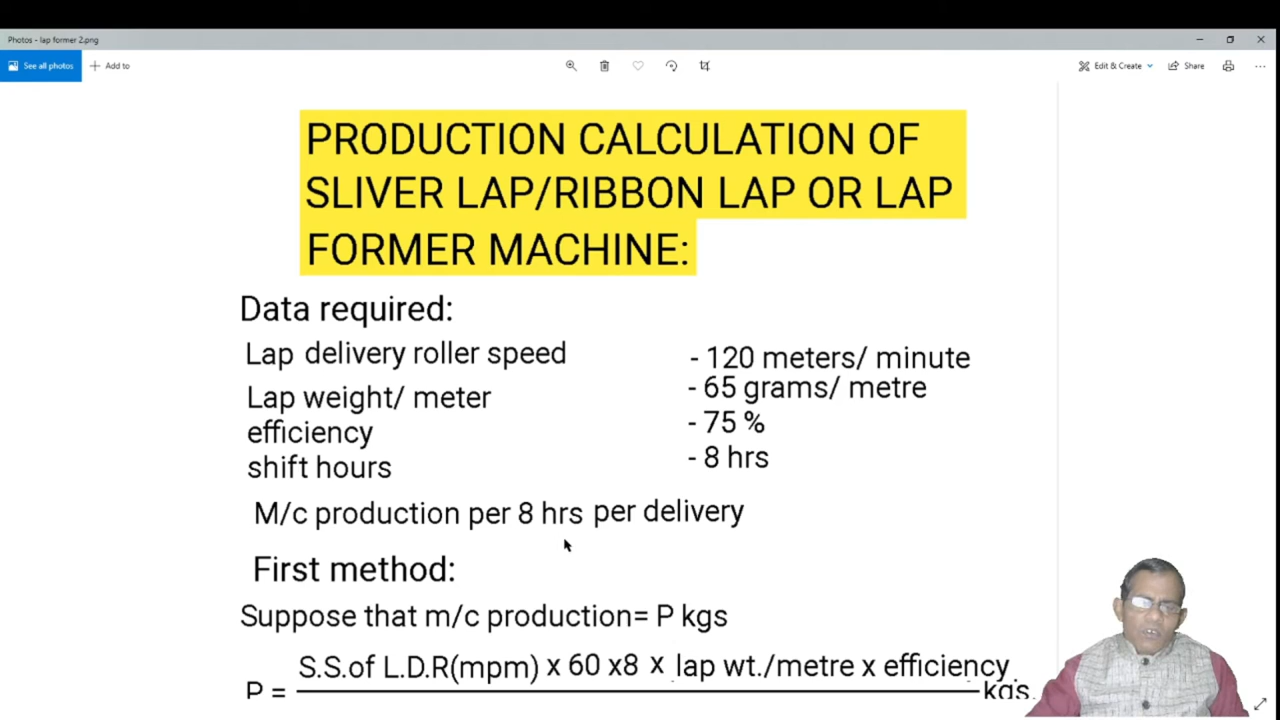 Photos - lap former 2.png
See all photos
Add to
Edit & Create
Share
PRODUCTION CALCULATION OF
SLIVER LAP/RIBBON LAP OR LAP
FORMER MACHINE:
Data required:
Lap delivery roller speed - 120 meters/ minute
Lap weight/ meter - 65 grams/ metre
efficiency - 75 %
shift hours - 8 hrs
M/c production per 8 hrs per delivery
First method:
Suppose that m/c production= P kgs
S.S.of L.D.R(mpm) x 60 x8 x lap wt./metre x efficiency
P = kgs.